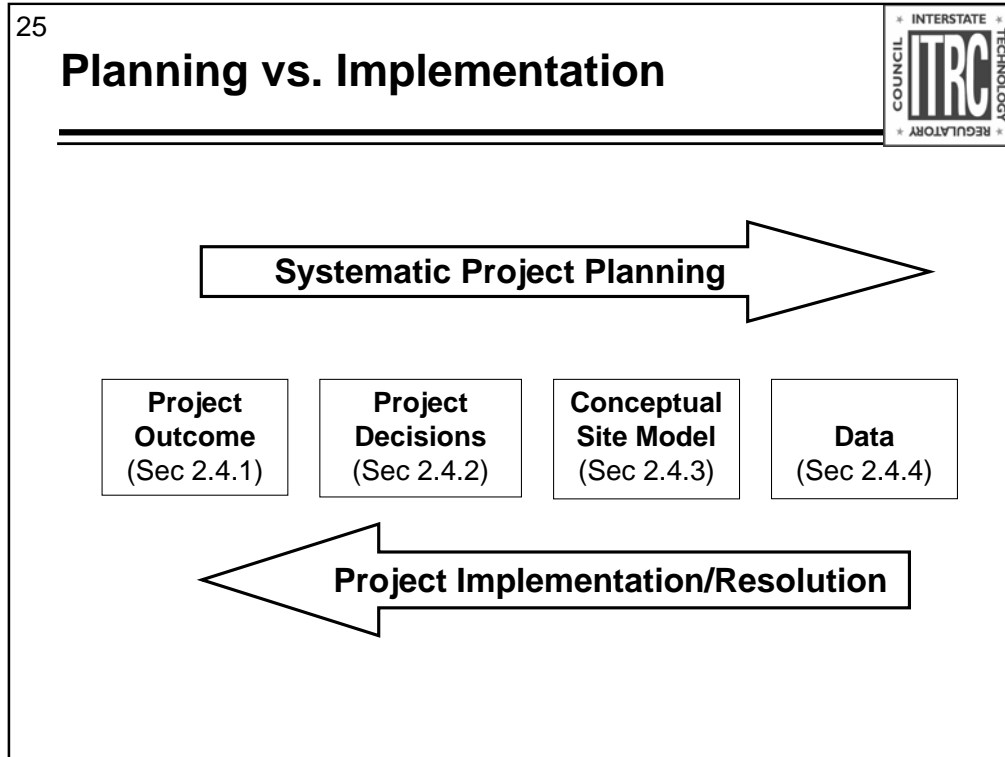 25
Planning vs. Implementation
INTERSTATE
TECHNOLOGY
REGULATORY
COUNCIL
ITRC
Systematic Project Planning
Project
Outcome
(Sec 2.4.1)
Project
Decisions
(Sec 2.4.2)
Conceptual
Site Model
(Sec 2.4.3)
Data
(Sec 2.4.4)
Project Implementation/Resolution